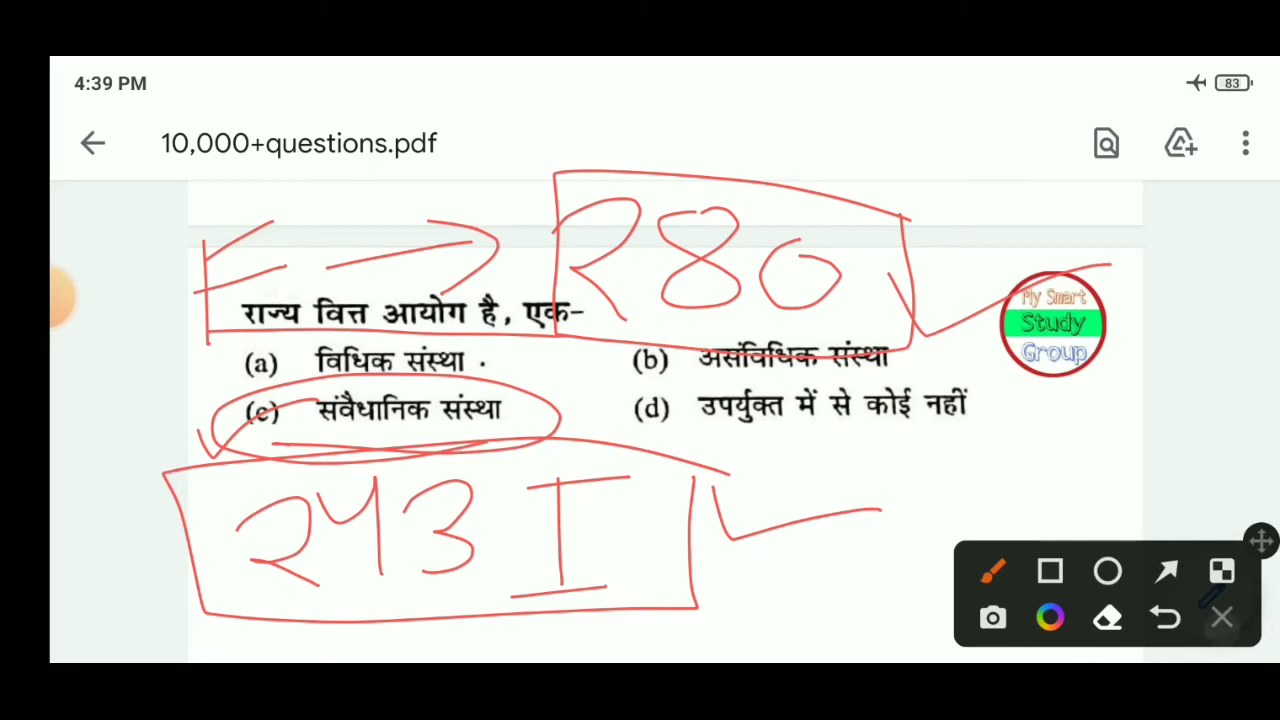 4:39 PM
83
10,000+questions.pdf
F → 280
राज्य वित्त आयोग है, एक-
(a) विधिक संस्था .
(b) असंविधिक संस्था
(c) संवैधानिक संस्था
(d) उपर्युक्त में से कोई नहीं
My Smart
Study
Group
243 I